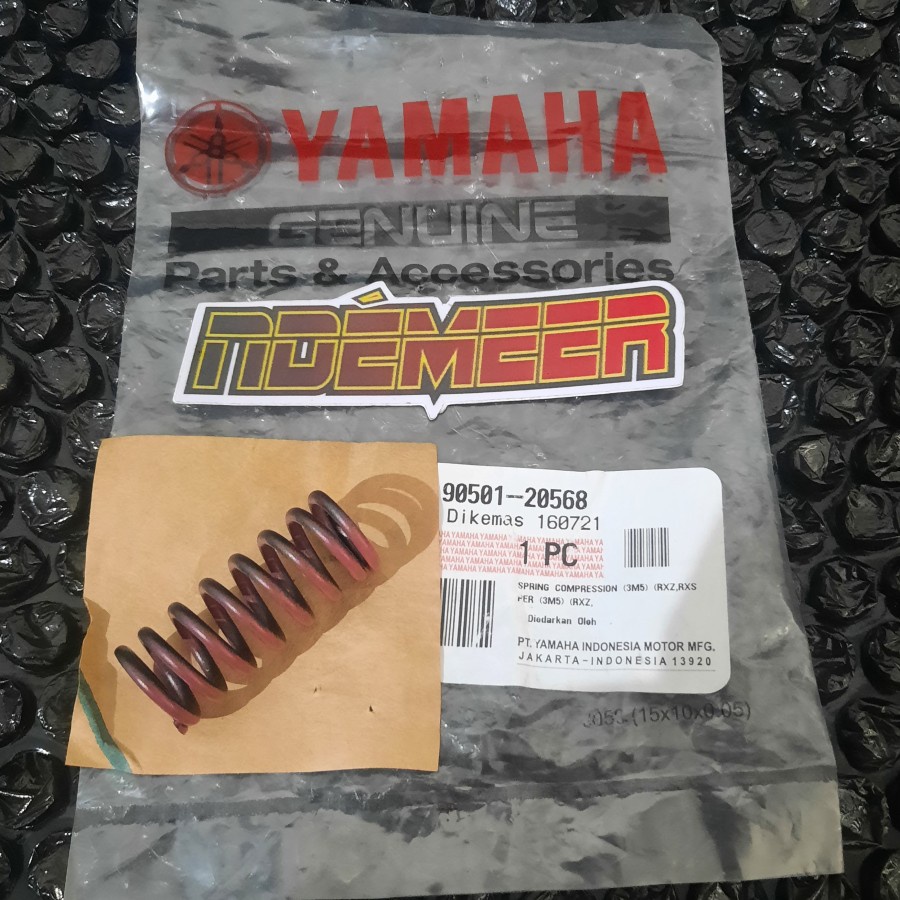 YAMAHA
GENUINE
Parts & Accessories
NDÈMEER
90501-20568
Dikemas 160721
1 PC
SPRING COMPRESSION (3M5) (RXZ,RXS
PER (3M5) (RXZ,
Diedarkan Oleh
PT. YAMAHA INDONESIA MOTOR MFG.
JAKARTA-INDONESIA 13920
(15x10x0.05)